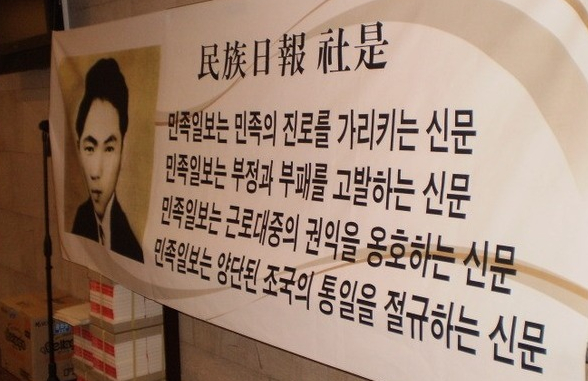 民族日報 社是
민족일보는 민족의 진로를 가리키는 신문
민족일보는 부정과 부패를 고발하는 신문
민족일보는 근로대중의 권익을 옹호하는 신문
민족일보는 양단된 조국의 통일을 절규하는 신문